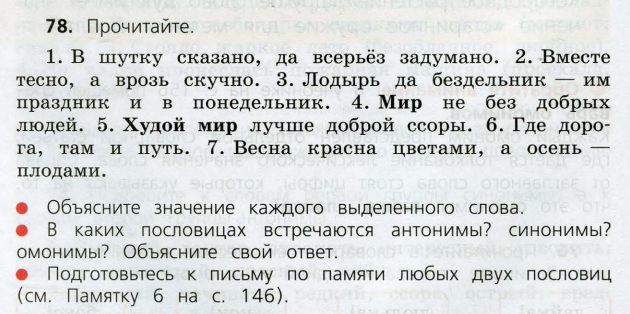 78. Прочитайте.
1. В шутку сказано, да всерьёз задумано. 2. Вместе
тесно, а врозь скучно. 3. Лодырь да бездельник — им
праздник и в понедельник. 4. Мир не без добрых
людей. 5. Худой мир лучше доброй ссоры. 6. Где доро-
га, там и путь. 7. Весна красна цветами, а осень —
плодами.
● Объясните значение каждого выделенного слова.
● В каких пословицах встречаются антонимы? синонимы?
омонимы? Объясните свой ответ.
● Подготовьтесь к письму по памяти любых двух пословиц
(см. Памятку 6 на с. 146).